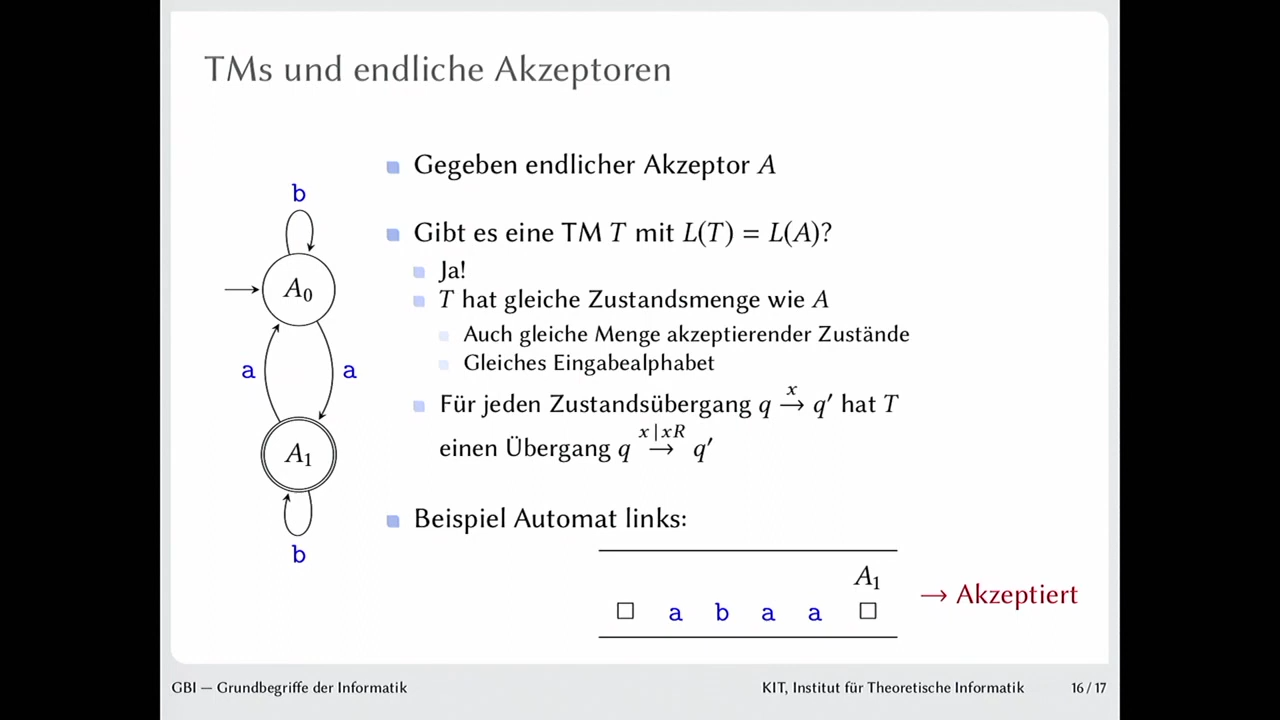 TMs und endliche Akzeptoren
b
A₀
a
a
A₁
b
Gegeben endlicher Akzeptor A
Gibt es eine TM T mit L(T) = L(A)?
Ja!
T hat gleiche Zustandsmenge wie A
Auch gleiche Menge akzeptierender Zustände
Gleiches Eingabealphabet
Für jeden Zustandsübergang q →ˣ q′ hat T
einen Übergang q →ˣ|ˣᴿ q′
Beispiel Automat links:
A₁
□ a b a a □
→ Akzeptiert
GBI — Grundbegriffe der Informatik
KIT, Institut für Theoretische Informatik
16 / 17